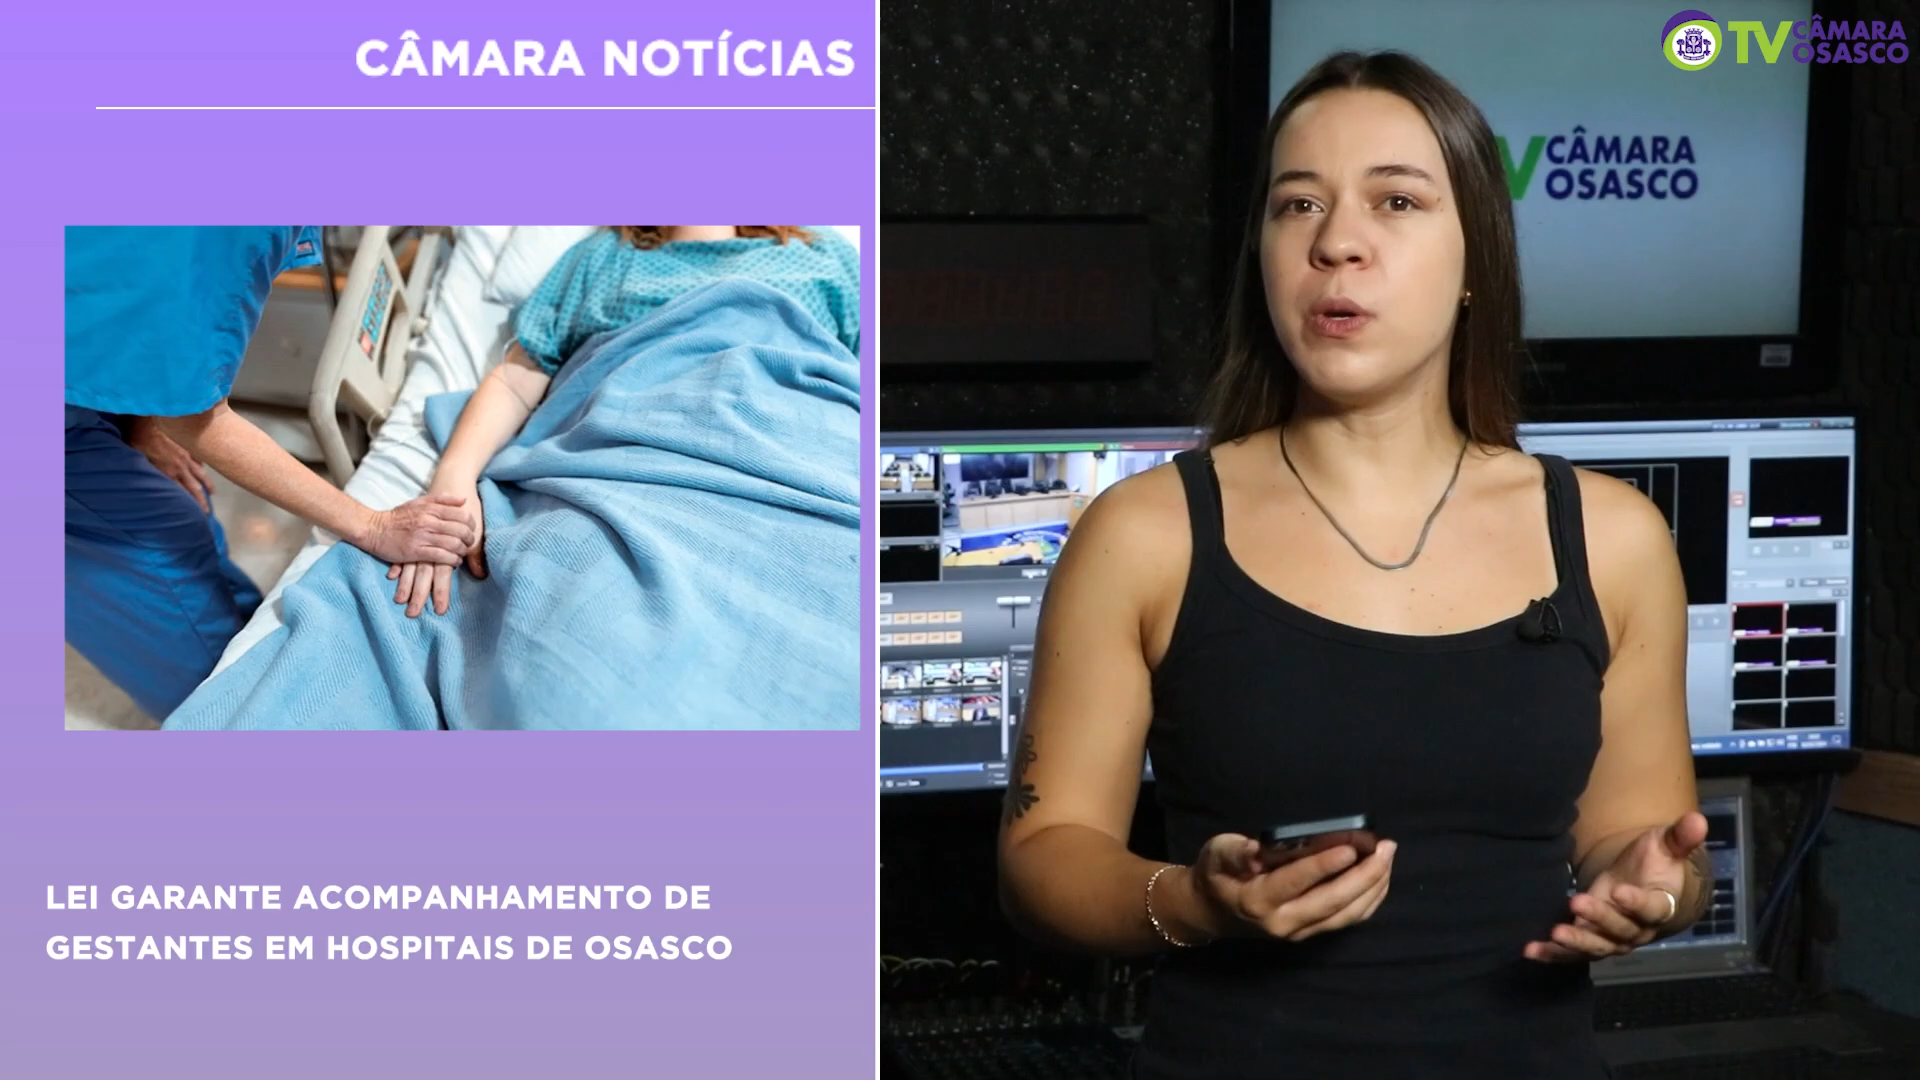 CÂMARA NOTÍCIAS
TV CÂMARA
OSASCO
V CÂMARA
OSASCO
LEI GARANTE ACOMPANHAMENTO DE
GESTANTES EM HOSPITAIS DE OSASCO